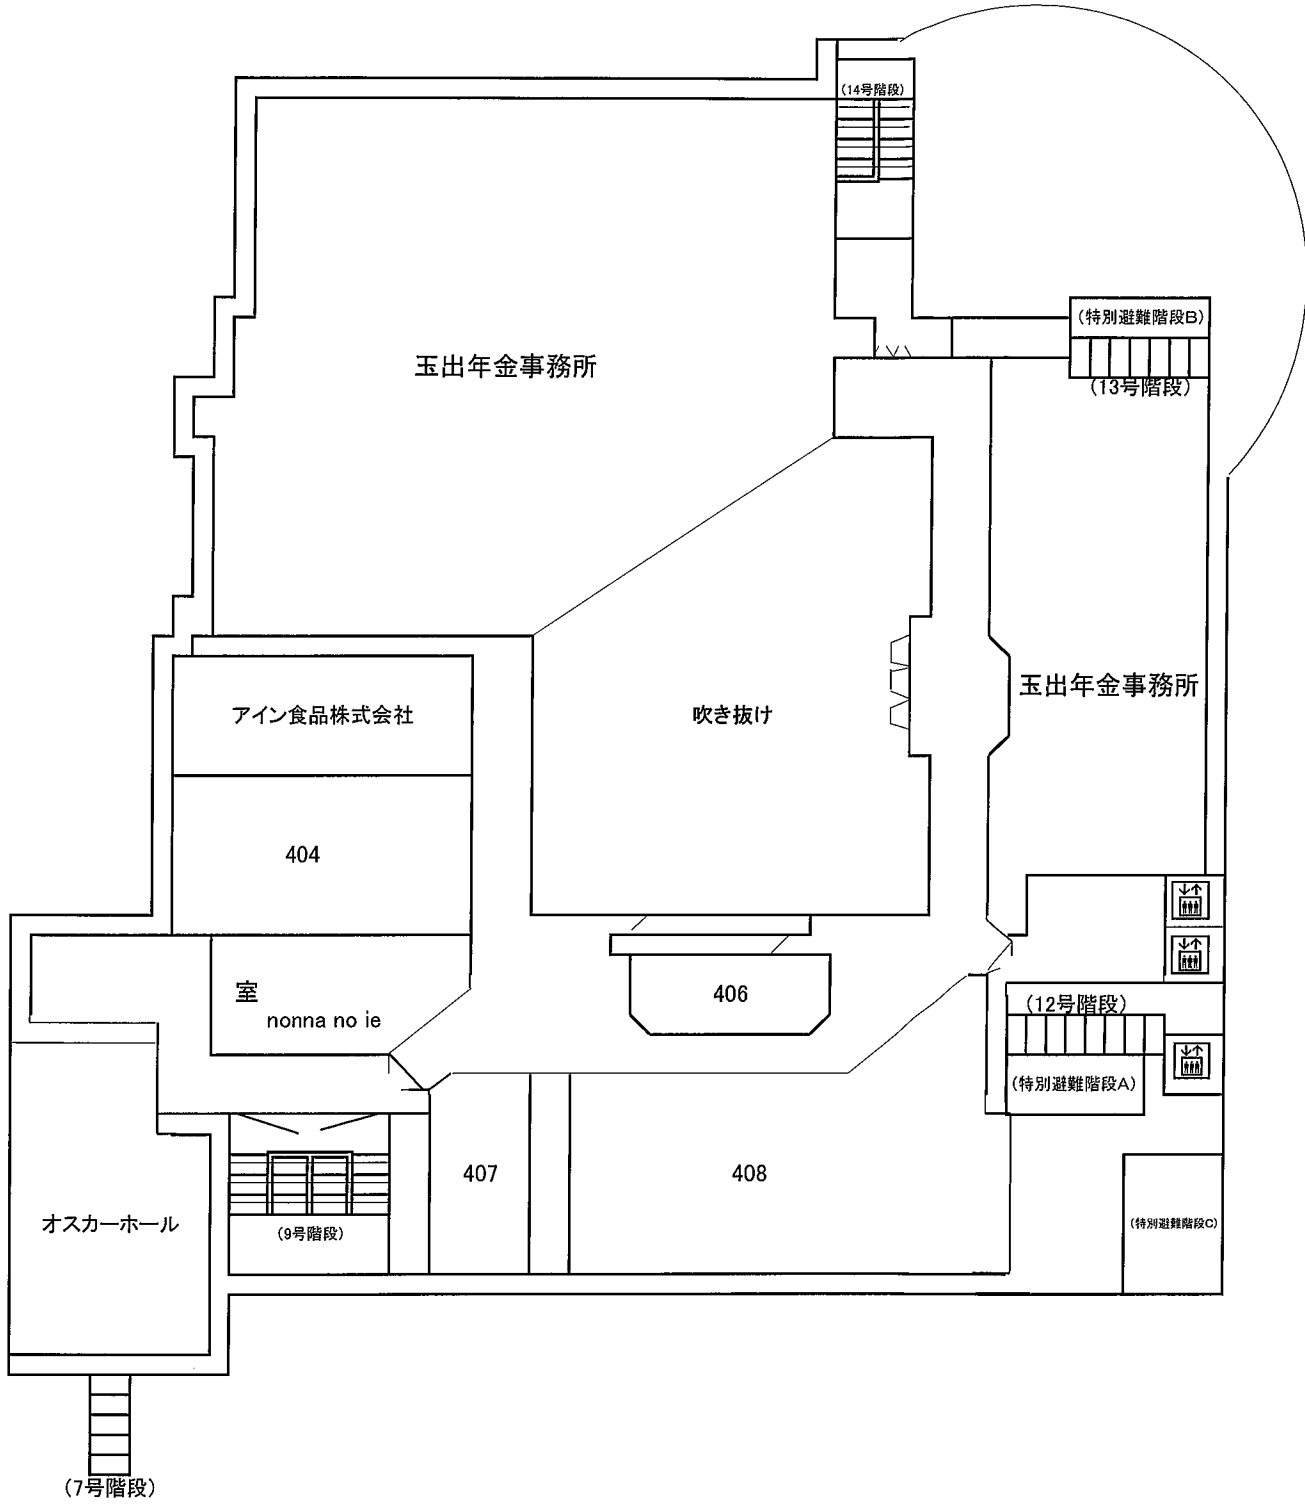 (14号階段)
(特別避難階段B)
(13号階段)
玉出年金事務所
玉出年金事務所
アイン食品株式会社
吹き抜け
404
室
nonna no ie
406
(12号階段)
(特別避難階段A)
407
408
オスカーホール
(9号階段)
(特別避難階段C)
(7号階段)